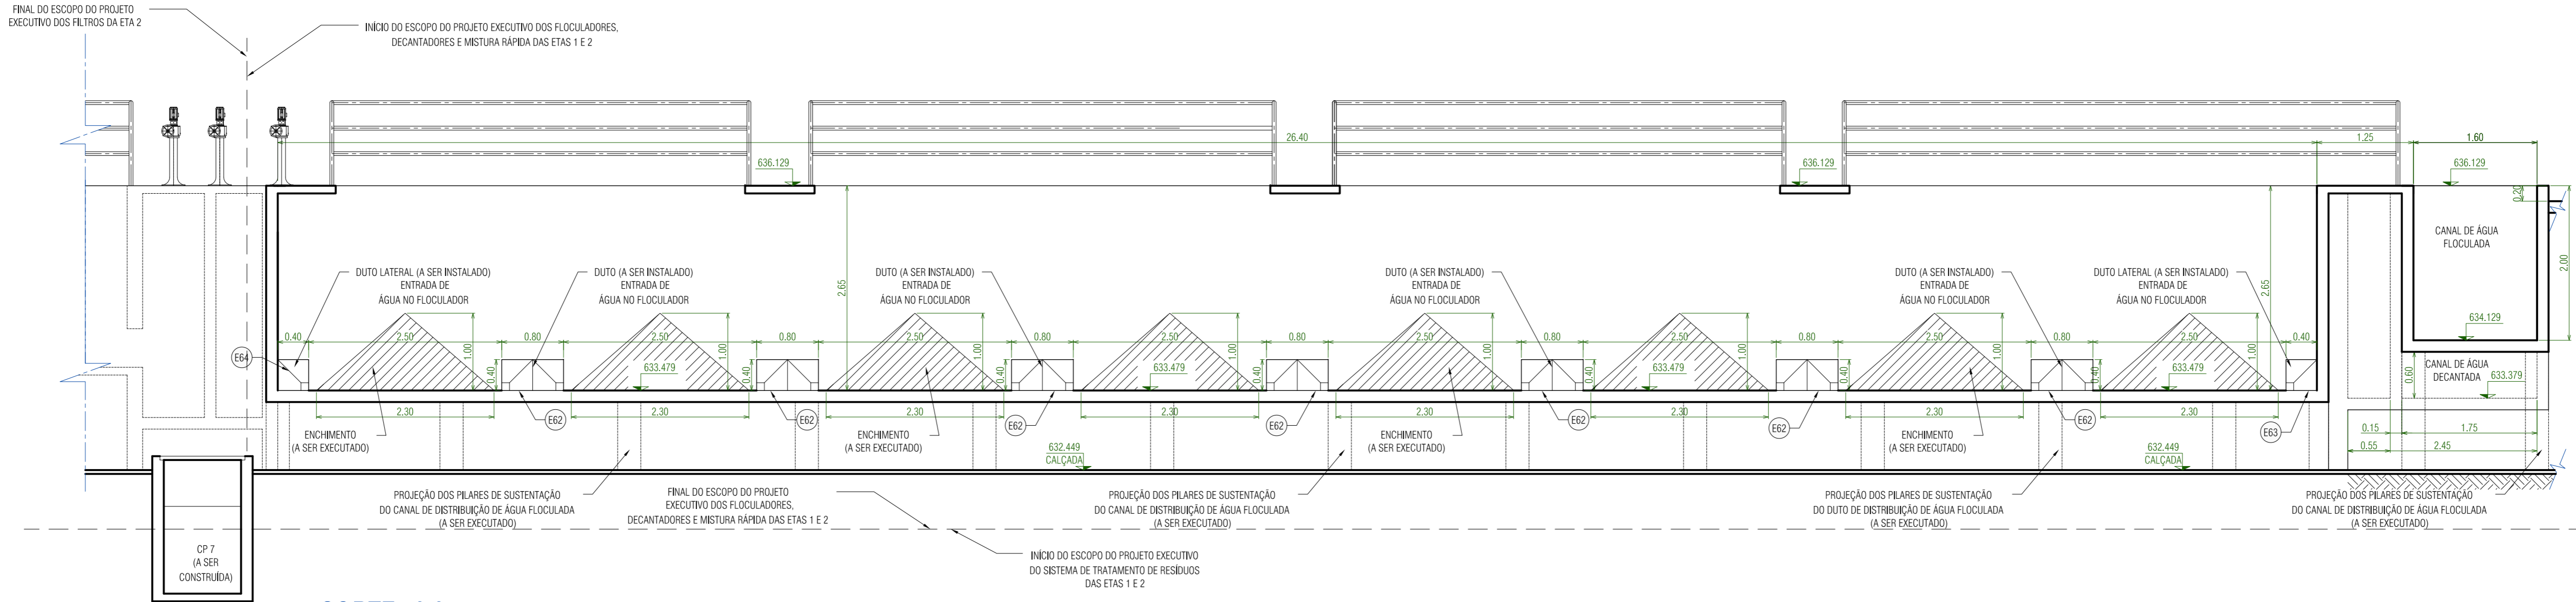 FINAL DO ESCOPO DO PROJETO
EXECUTIVO DOS FILTROS DA ETA 2
INÍCIO DO ESCOPO DO PROJETO EXECUTIVO DOS FLOCULADORES,
DECANTADORES E MISTURA RÁPIDA DAS ETAS 1 E 2
26.40
1.25
1.60
636.129
636.129
636.129
0.20
2.65
2.65
2.00
CANAL DE ÁGUA
FLOCULADA
634.129
DUTO LATERAL (A SER INSTALADO)
ENTRADA DE
ÁGUA NO FLOCULADOR
DUTO (A SER INSTALADO)
ENTRADA DE
ÁGUA NO FLOCULADOR
DUTO (A SER INSTALADO)
ENTRADA DE
ÁGUA NO FLOCULADOR
DUTO (A SER INSTALADO)
ENTRADA DE
ÁGUA NO FLOCULADOR
DUTO (A SER INSTALADO)
ENTRADA DE
ÁGUA NO FLOCULADOR
DUTO LATERAL (A SER INSTALADO)
ENTRADA DE
ÁGUA NO FLOCULADOR
0.40 2.50 0.80 2.50 0.80 2.50 0.80 2.50 0.80 2.50 0.80 2.50 0.80 2.50 0.80 2.50 0.40
1.00 1.00 1.00 1.00 1.00 1.00 1.00 1.00
0.40 0.40 0.40 0.40 0.40 0.40 0.40
E64
633.479 633.479 633.479 633.479
CANAL DE ÁGUA
DECANTADA
0.60
633.379
2.30 2.30 2.30 2.30 2.30 2.30 2.30 2.30
E62 E62 E62 E62 E62 E62 E62 E63
ENCHIMENTO
(A SER EXECUTADO)
ENCHIMENTO
(A SER EXECUTADO)
ENCHIMENTO
(A SER EXECUTADO)
ENCHIMENTO
(A SER EXECUTADO)
0.15 1.75
0.55 2.45
632.449
CALÇADA
632.449
CALÇADA
PROJEÇÃO DOS PILARES DE SUSTENTAÇÃO
DO CANAL DE DISTRIBUIÇÃO DE ÁGUA FLOCULADA
(A SER EXECUTADO)
FINAL DO ESCOPO DO PROJETO
EXECUTIVO DOS FLOCULADORES,
DECANTADORES E MISTURA RÁPIDA DAS ETAS 1 E 2
PROJEÇÃO DOS PILARES DE SUSTENTAÇÃO
DO CANAL DE DISTRIBUIÇÃO DE ÁGUA FLOCULADA
(A SER EXECUTADO)
PROJEÇÃO DOS PILARES DE SUSTENTAÇÃO
DO DUTO DE DISTRIBUIÇÃO DE ÁGUA FLOCULADA
(A SER EXECUTADO)
PROJEÇÃO DOS PILARES DE SUSTENTAÇÃO
DO CANAL DE DISTRIBUIÇÃO DE ÁGUA FLOCULADA
(A SER EXECUTADO)
CP 7
(A SER
CONSTRUÍDA)
INÍCIO DO ESCOPO DO PROJETO EXECUTIVO
DO SISTEMA DE TRATAMENTO DE RESÍDUOS
DAS ETAS 1 E 2